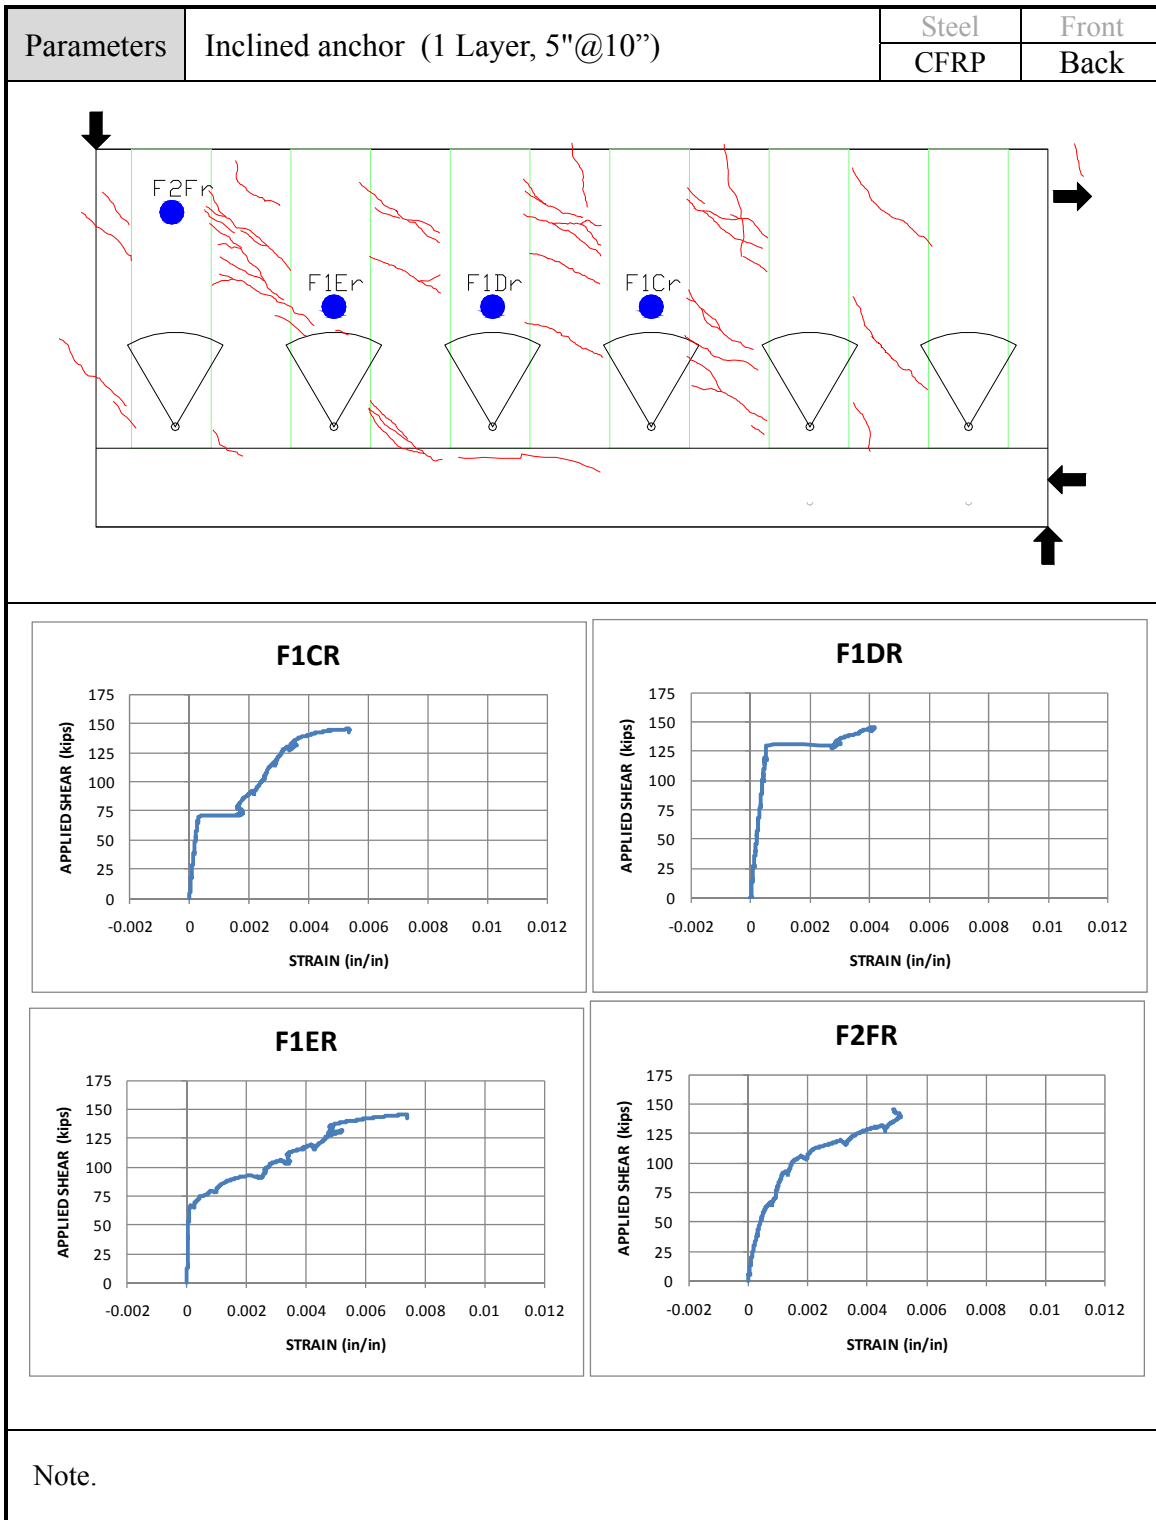 Parameters Inclined anchor (1 Layer, 5"@10”) Steel Front
CFRP Back
F2Fr
F1Er F1Dr F1Cr
F1CR
175
150
125
100
75
50
25
0
-0.002 0 0.002 0.004 0.006 0.008 0.01 0.012
APPLIED SHEAR (kips)
STRAIN (in/in)
F1DR
175
150
125
100
75
50
25
0
-0.002 0 0.002 0.004 0.006 0.008 0.01 0.012
APPLIED SHEAR (kips)
STRAIN (in/in)
F1ER
175
150
125
100
75
50
25
0
-0.002 0 0.002 0.004 0.006 0.008 0.01 0.012
APPLIED SHEAR (kips)
STRAIN (in/in)
F2FR
175
150
125
100
75
50
25
0
-0.002 0 0.002 0.004 0.006 0.008 0.01 0.012
APPLIED SHEAR (kips)
STRAIN (in/in)
Note.